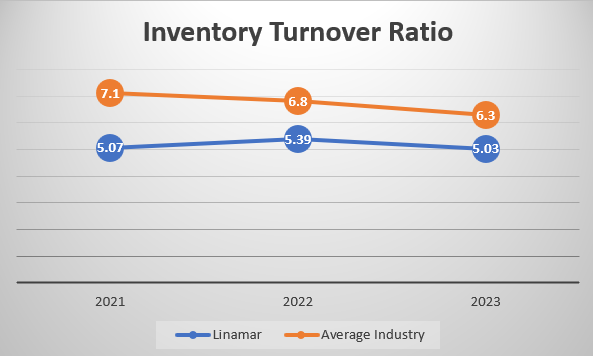 Inventory Turnover Ratio
7.1
6.8
6.3
5.07
5.39
5.03
2021 2022 2023
Linamar Average Industry